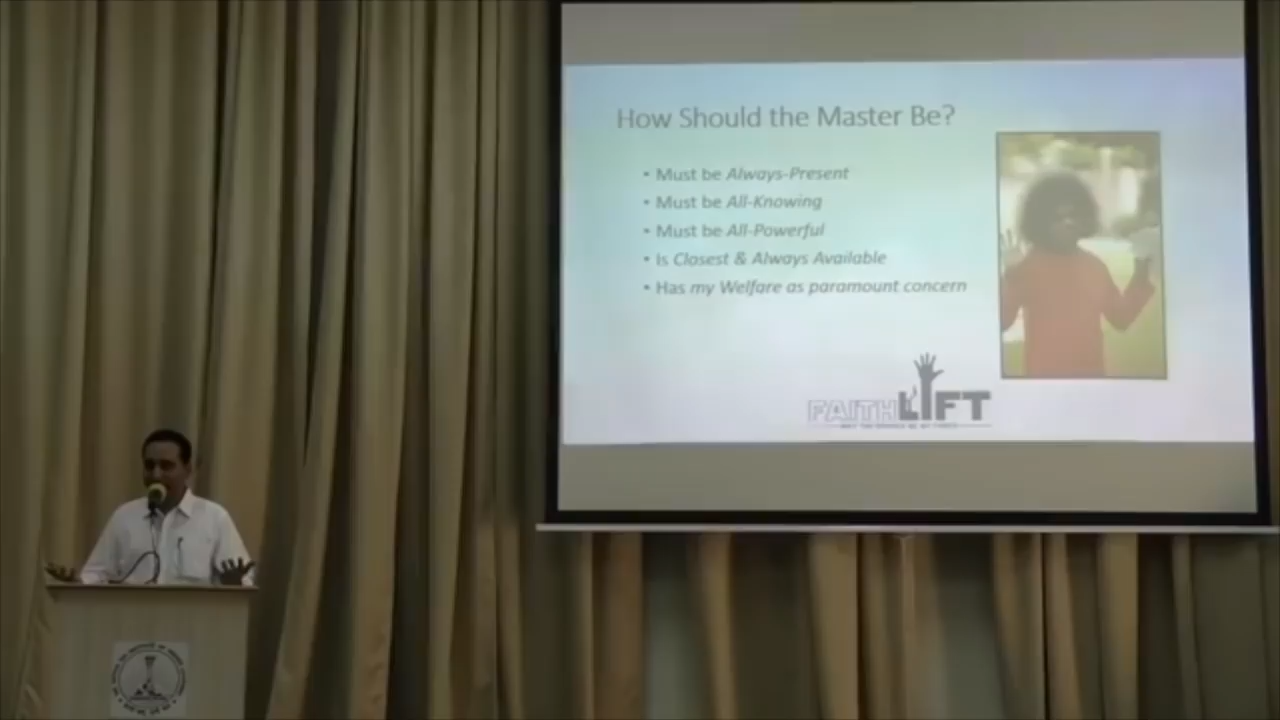 How Should the Master Be?
• Must be Always-Present
• Must be All-Knowing
• Must be All-Powerful
• Is Closest & Always Available
• Has my Welfare as paramount concern
FAITHLIFT